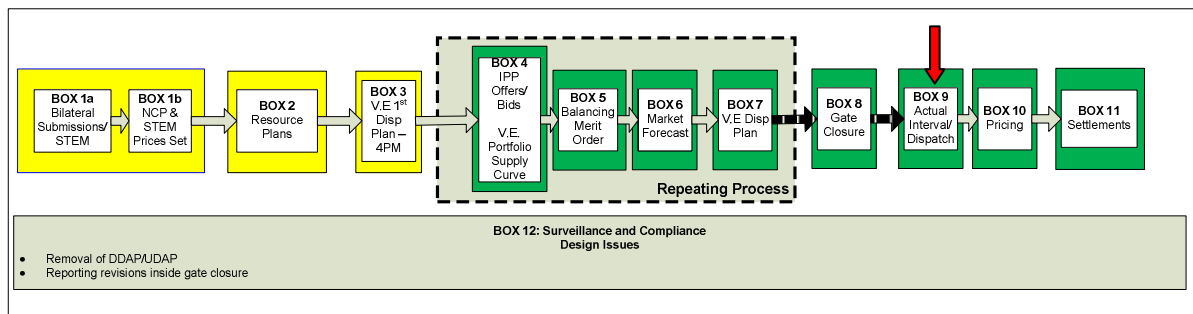 BOX 1a
Bilateral
Submissions/
STEM
BOX 1b
NCP &
STEM
Prices Set
BOX 2
Resource
Plans
BOX 3
V.E 1st
Disp
Plan –
4PM
BOX 4
IPP
Offers/
Bids
V.E.
Portfolio
Supply
Curve
BOX 5
Balancing
Merit
Order
BOX 6
Market
Forecast
BOX 7
V.E Disp
Plan
Repeating Process
BOX 8
Gate
Closure
BOX 9
Actual
Interval/
Dispatch
BOX 10
Pricing
BOX 11
Settlements
BOX 12: Surveillance and Compliance
Design Issues
• Removal of DDAP/UDAP
• Reporting revisions inside gate closure